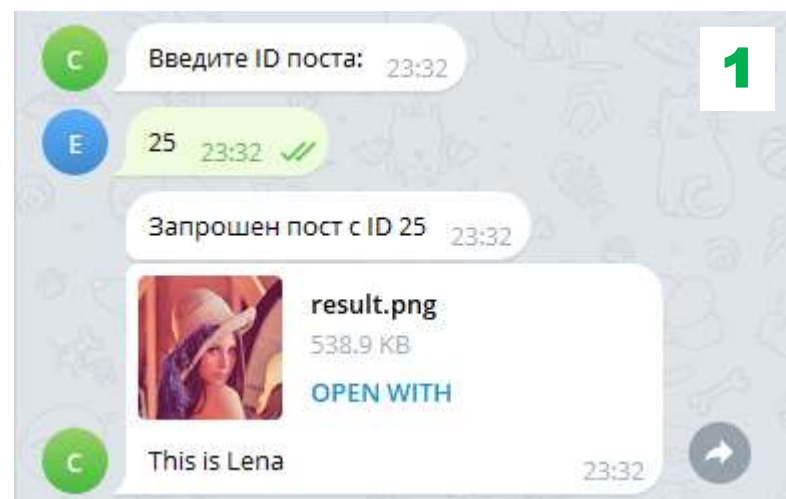 C
Введите ID поста: 23:32
1
E
25 23:32
Запрошен пост с ID 25 23:32
result.png
538.9 KB
OPEN WITH
C
This is Lena 23:32